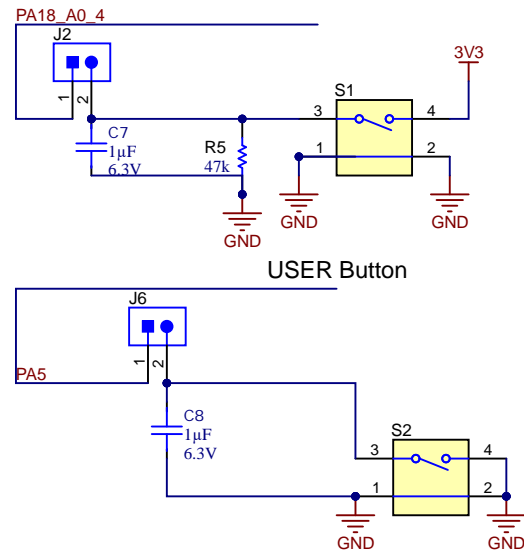 PA18_A0_4
J2
1
2
C7
1µF
6.3V
R5
47k
GND
S1
3
4
1
2
3V3
GND
GND
USER Button
J6
1
2
PA5
C8
1µF
6.3V
S2
3
4
1
2
GND
GND